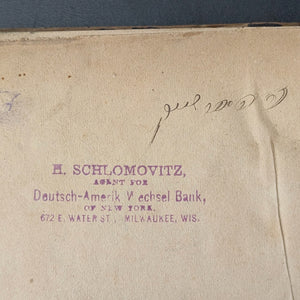 H. SCHLOMOVITZ,
AGENT FOR
Deutsch-Amerik Wechsel Bank,
OF NEW YORK.
672 E. WATER ST., MILWAUKEE, WIS.